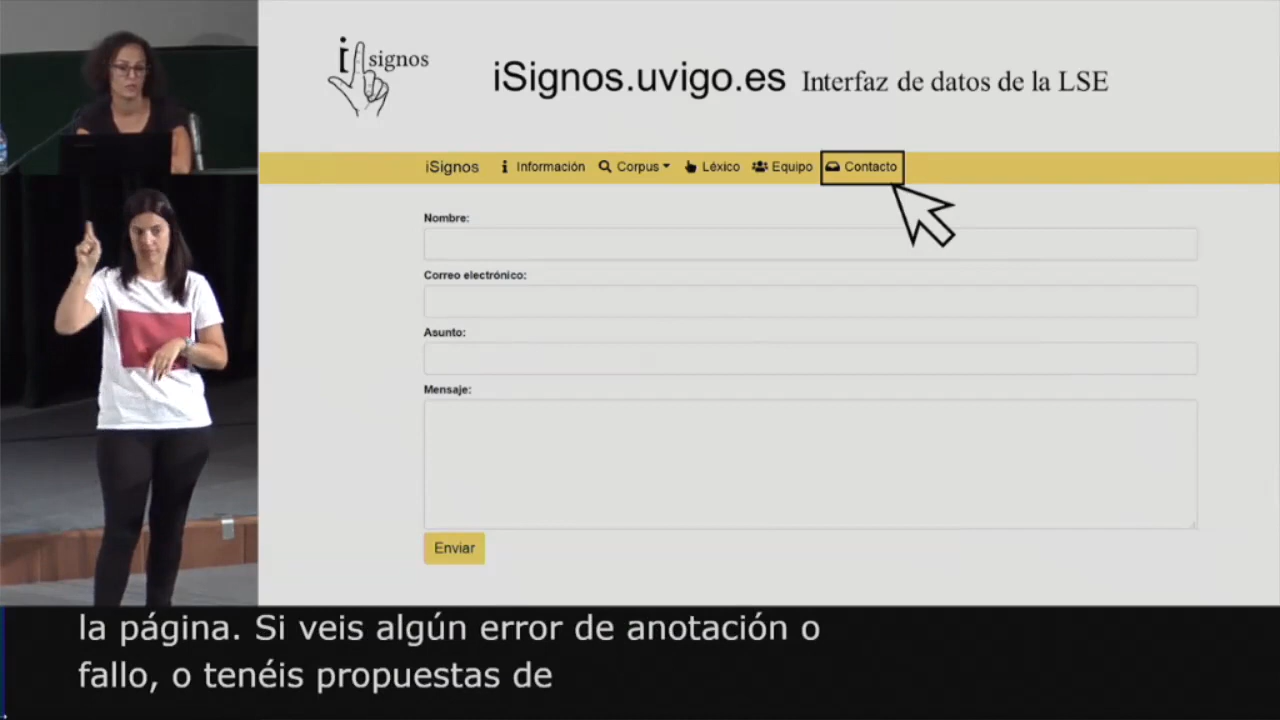 i signos
iSignos.uvigo.es Interfaz de datos de la LSE
iSignos Información Corpus Léxico Equipo Contacto
Nombre:
Correo electrónico:
Asunto:
Mensaje:
Enviar
la página. Si veis algún error de anotación o
fallo, o tenéis propuestas de